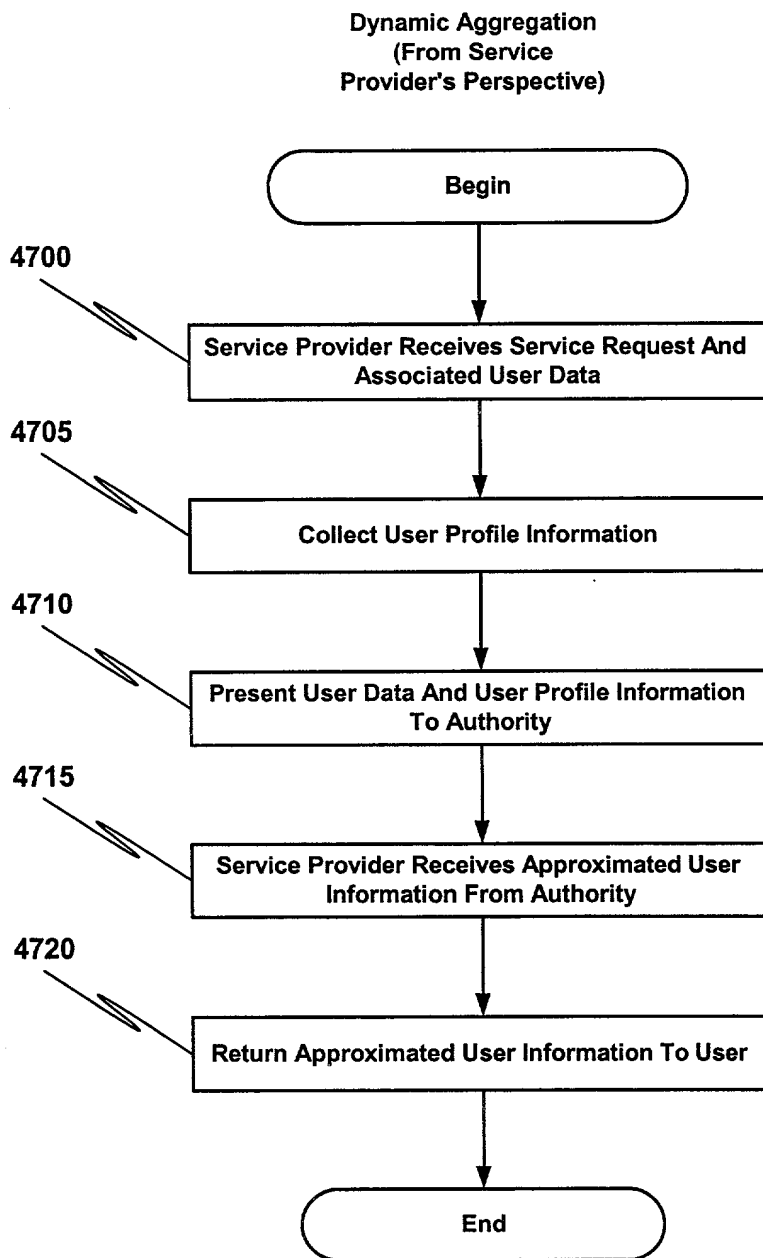 Dynamic Aggregation
(From Service
Provider's Perspective)
Begin
4700
Service Provider Receives Service Request And
Associated User Data
4705
Collect User Profile Information
4710
Present User Data And User Profile Information
To Authority
4715
Service Provider Receives Approximated User
Information From Authority
4720
Return Approximated User Information To User
End